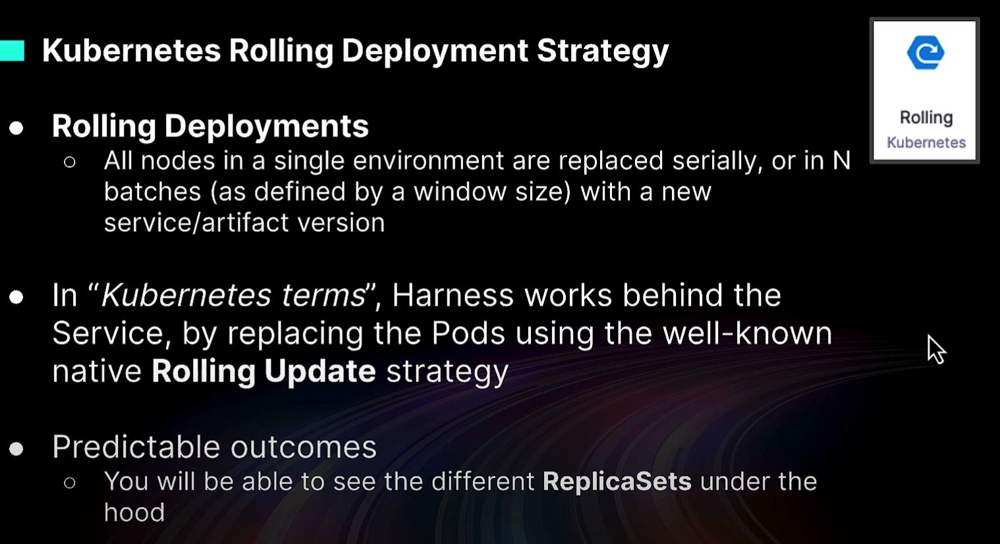 Kubernetes Rolling Deployment Strategy
Rolling
Kubernetes
● Rolling Deployments
○ All nodes in a single environment are replaced serially, or in N
batches (as defined by a window size) with a new
service/artifact version
● In “Kubernetes terms”, Harness works behind the
Service, by replacing the Pods using the well-known
native Rolling Update strategy
● Predictable outcomes
○ You will be able to see the different ReplicaSets under the
hood